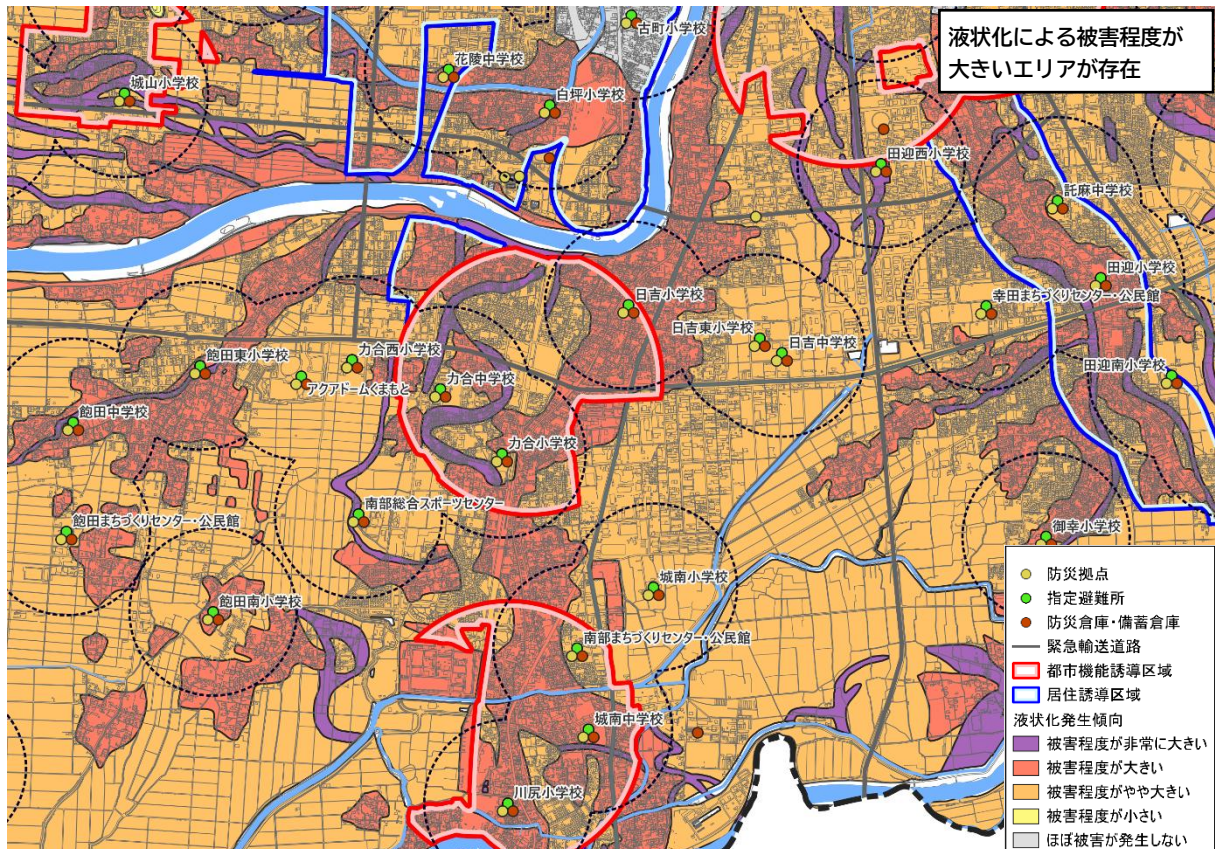 液状化による被害程度が
大きいエリアが存在
古町小学校
花陵中学校
城山小学校
白坪小学校
田迎西小学校
託麻中学校
田迎小学校
幸田まちづくりセンター・公民館
日吉小学校
日吉東小学校
日吉中学校
田迎南小学校
飽田東小学校
力合西小学校
アクアドームくまもと
力合中学校
飽田中学校
力合小学校
南部総合スポーツセンター
飽田まちづくりセンター・公民館
御幸小学校
城南小学校
飽田南小学校
南部まちづくりセンター・公民館
城南中学校
川尻小学校
防災拠点
指定避難所
防災倉庫・備蓄倉庫
緊急輸送道路
都市機能誘導区域
居住誘導区域
液状化発生傾向
被害程度が非常に大きい
被害程度が大きい
被害程度がやや大きい
被害程度が小さい
ほぼ被害が発生しない